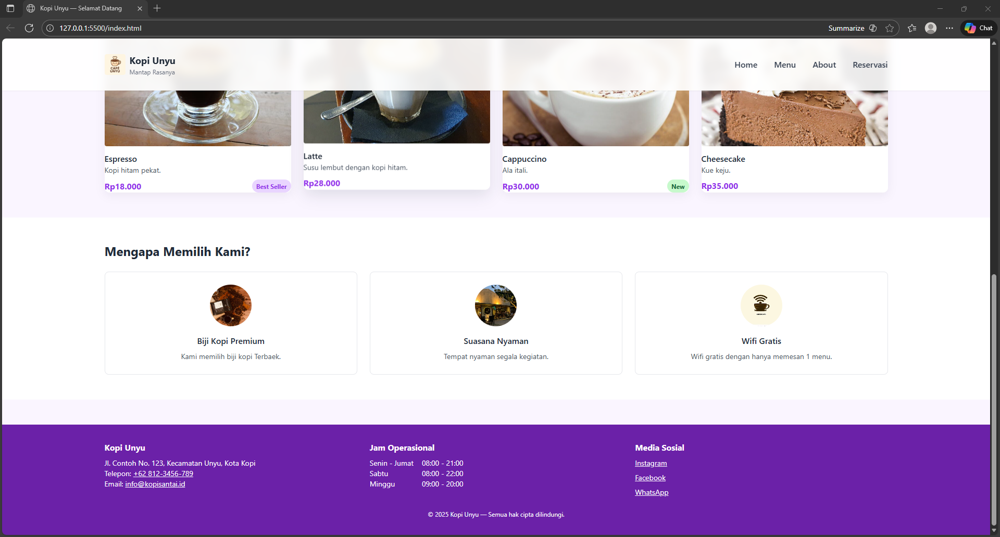 Kopi Unyu — Selamat Datang
127.0.0.1:5500/index.html
Summarize
Chat
CAFÉ
UNYU
Kopi Unyu
Mantap Rasanya
Home
Menu
About
Reservasi
Espresso
Kopi hitam pekat.
Rp18.000
Best Seller
Latte
Susu lembut dengan kopi hitam.
Rp28.000
Cappuccino
Ala itali.
Rp30.000
New
Cheesecake
Kue keju.
Rp35.000
Mengapa Memilih Kami?
Biji Kopi Premium
Kami memilih biji kopi Terbaek.
Suasana Nyaman
Tempat nyaman segala kegiatan.
Wifi Gratis
Wifi gratis dengan hanya memesan 1 menu.
Kopi Unyu
Jl. Contoh No. 123, Kecamatan Unyu, Kota Kopi
Telepon: +62 812-3456-789
Email: info@kopisantai.id
Jam Operasional
Senin - Jumat 08:00 - 21:00
Sabtu 08:00 - 22:00
Minggu 09:00 - 20:00
Media Sosial
Instagram
Facebook
WhatsApp
© 2025 Kopi Unyu — Semua hak cipta dilindungi.